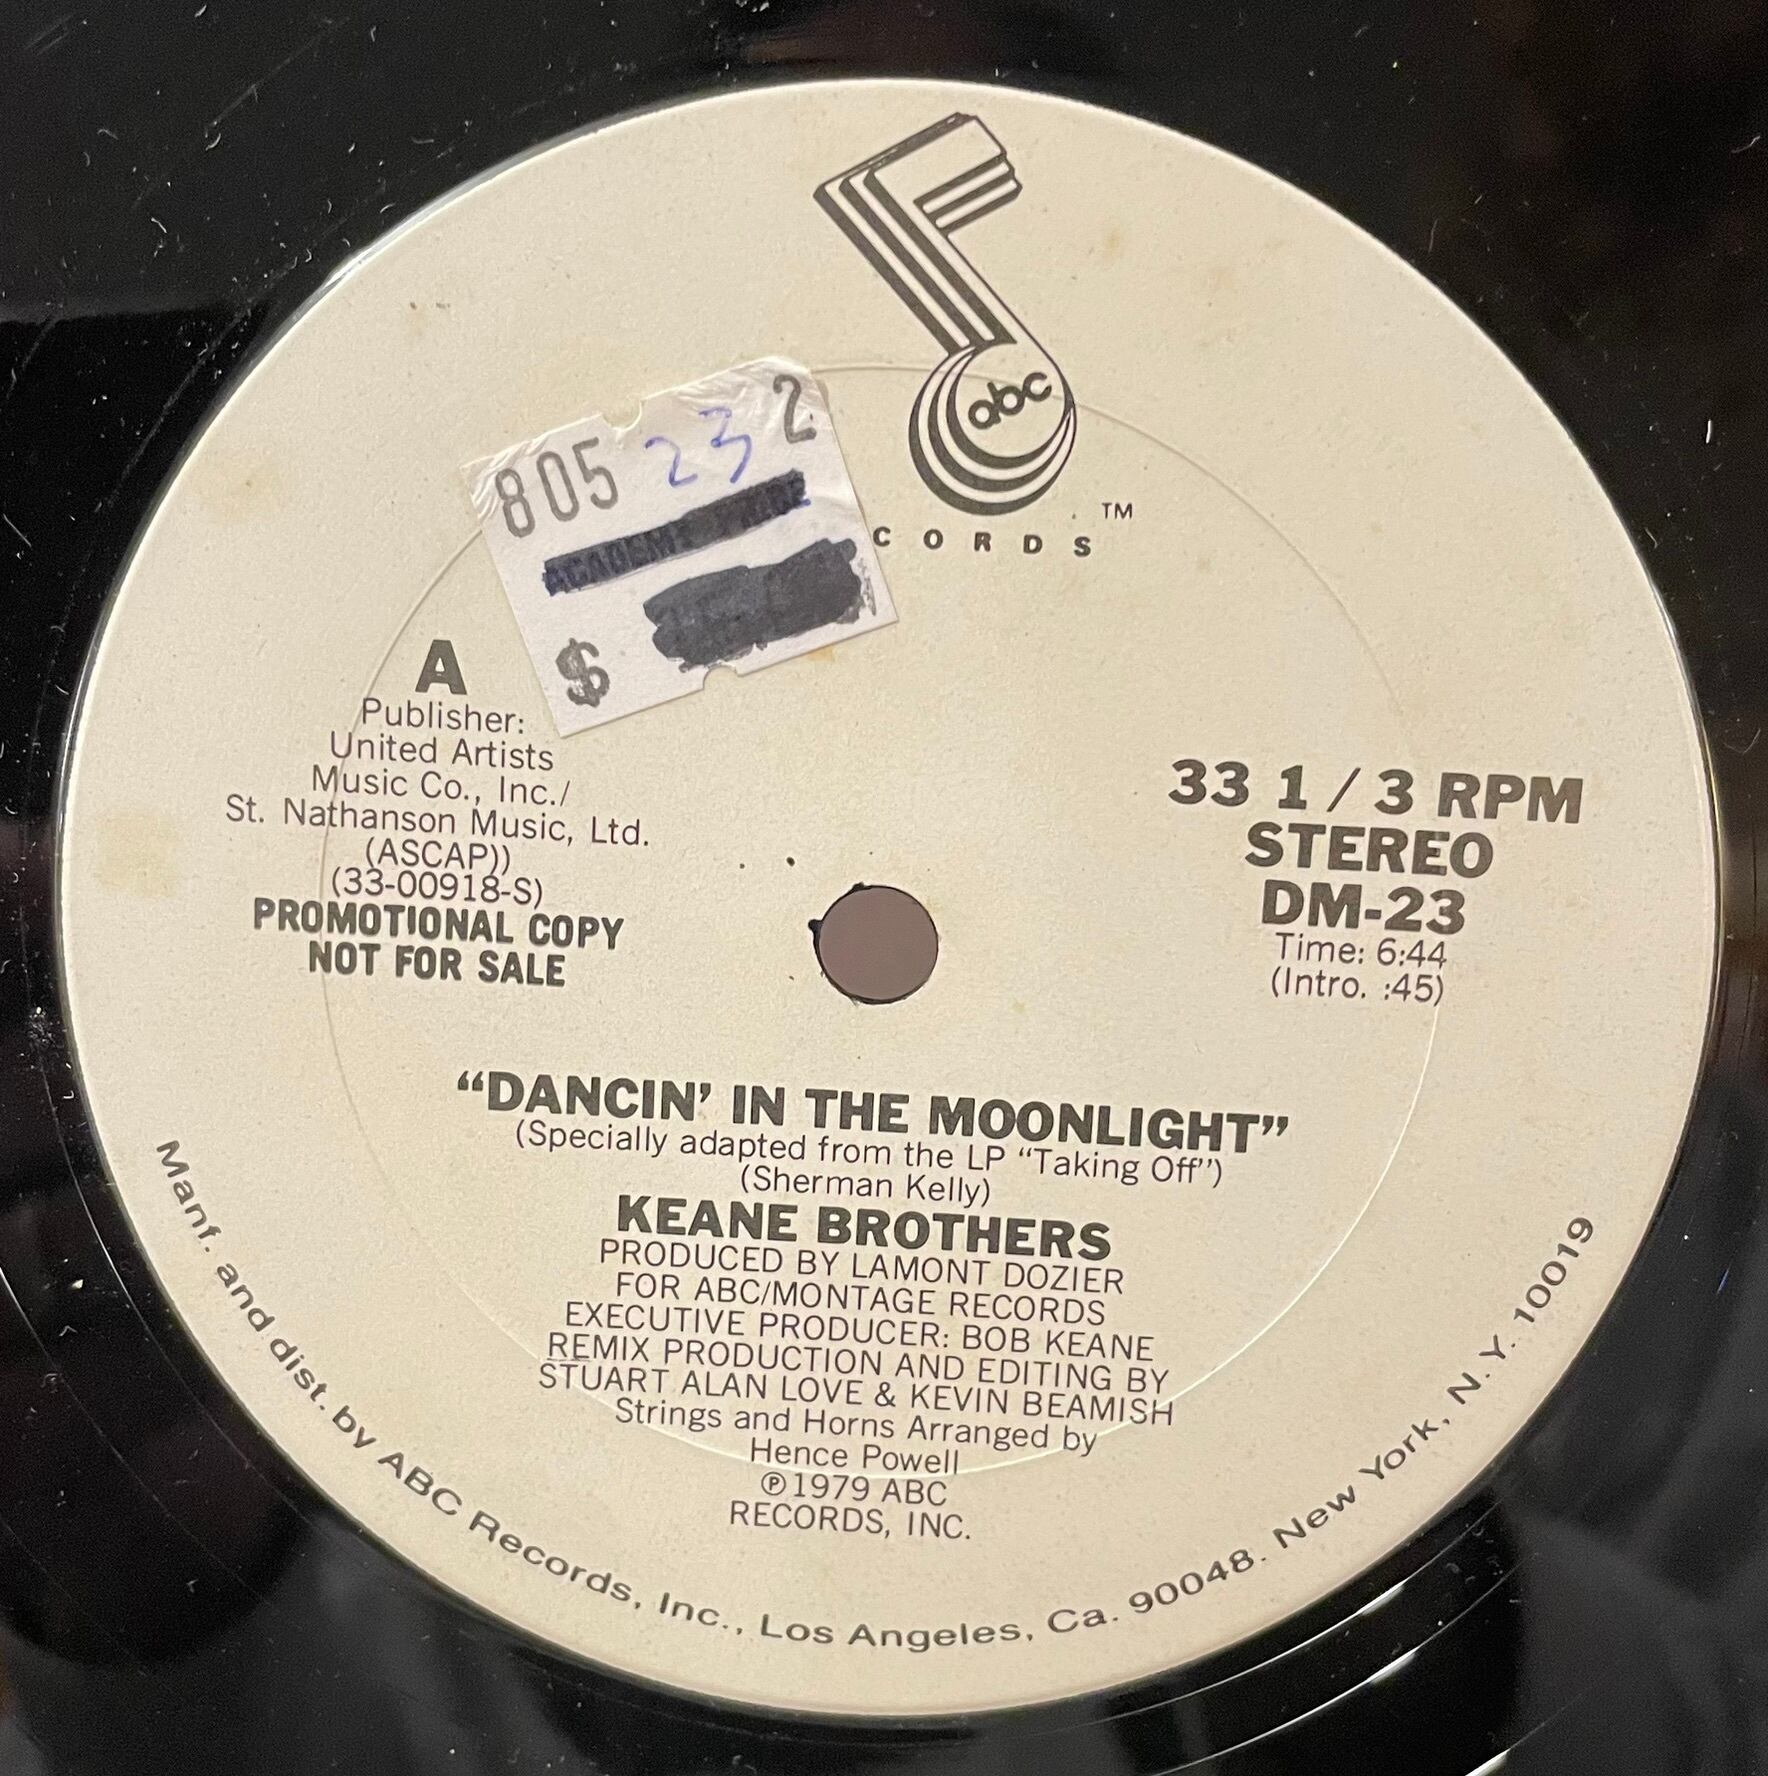 abc
TM
CORDS
805 23 2
ACADEMY
$
A
Publisher:
United Artists
Music Co., Inc./
St. Nathanson Music, Ltd.
(ASCAP))
(33-00918-S)
PROMOTIONAL COPY
NOT FOR SALE
33 1 / 3 RPM
STEREO
DM-23
Time: 6:44
(Intro. :45)
“DANCIN’ IN THE MOONLIGHT”
(Specially adapted from the LP “Taking Off”)
(Sherman Kelly)
KEANE BROTHERS
PRODUCED BY LAMONT DOZIER
FOR ABC/MONTAGE RECORDS
EXECUTIVE PRODUCER: BOB KEANE
REMIX PRODUCTION AND EDITING BY
STUART ALAN LOVE & KEVIN BEAMISH
Strings and Horns Arranged by
Hence Powell
℗1979 ABC
RECORDS, INC.
Manf. and dist. by ABC Records, Inc., Los Angeles, Ca. 90048. New York, N. Y. 10019